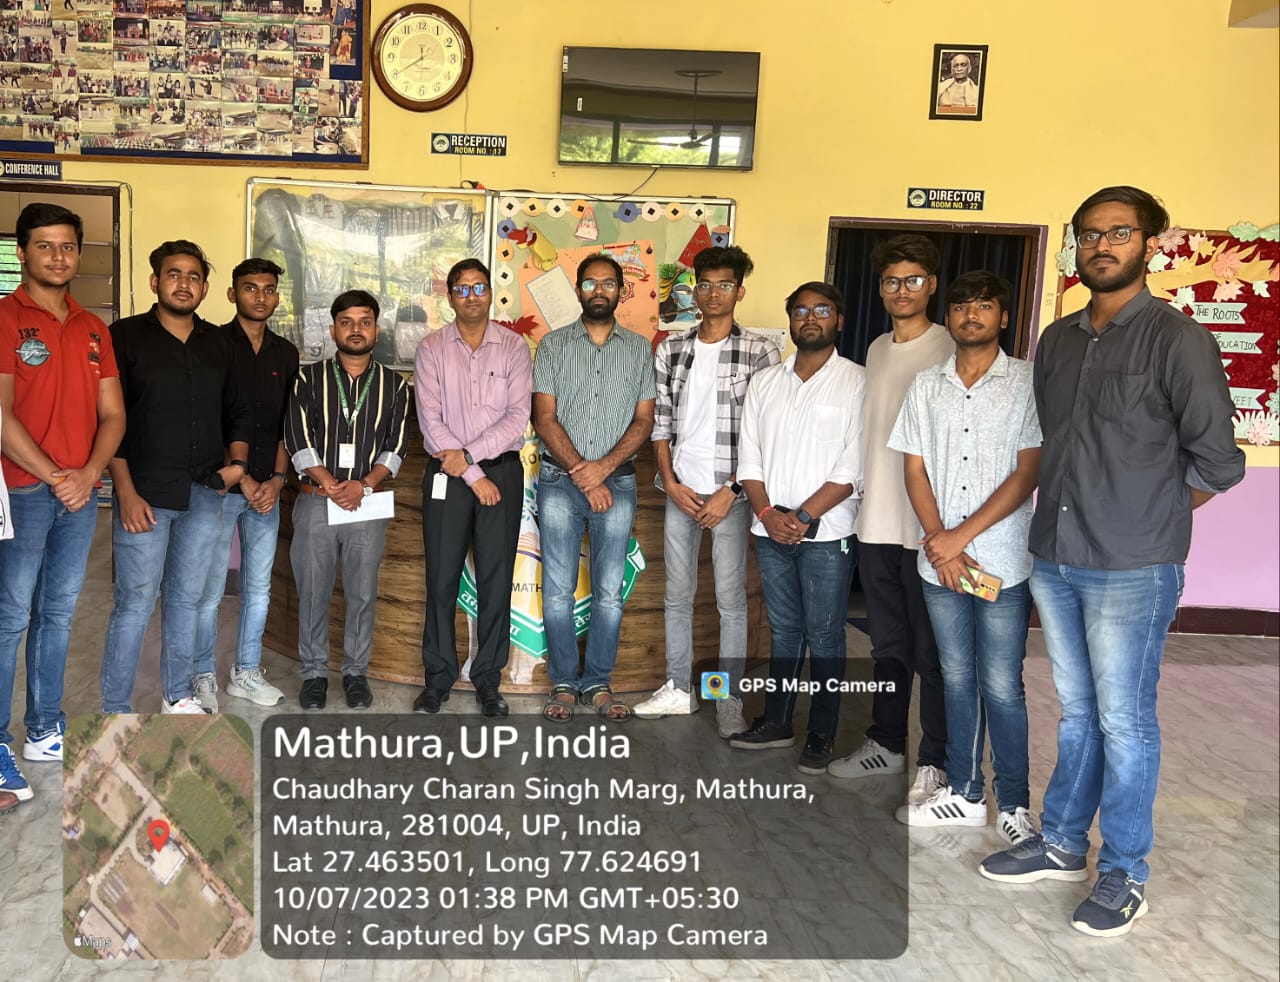 CONFERENCE HALL
RECEPTION
ROOM NO. : 17
DIRECTOR
ROOM NO. : 22
THE ROOTS
EDUCATION
132°
MATH
GPS Map Camera
Mathura,UP,India
Chaudhary Charan Singh Marg, Mathura,
Mathura, 281004, UP, India
Lat 27.463501, Long 77.624691
10/07/2023 01:38 PM GMT+05:30
Note : Captured by GPS Map Camera
Maps